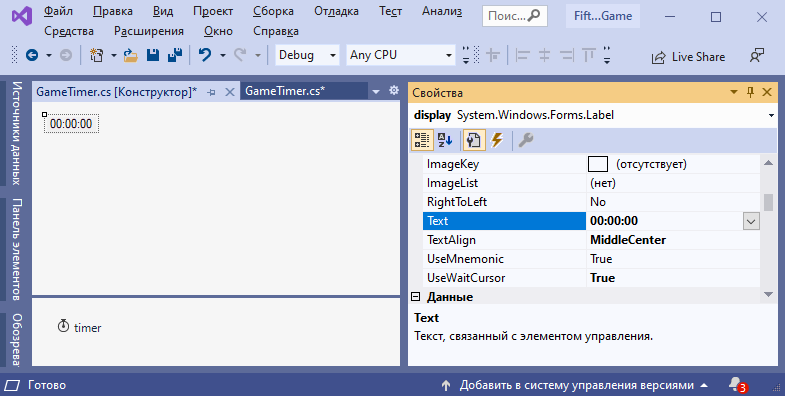 Файл Правка Вид Проект Сборка Отладка Тест Анализ Поис... Fift...Game
Средства Расширения Окно Справка
Debug Any CPU Live Share
Источники данных
Панель элементов
Обозрева
GameTimer.cs [Конструктор]* GameTimer.cs*
00:00:00
timer
Свойства
display System.Windows.Forms.Label
ImageKey (отсутствует)
ImageList (нет)
RightToLeft No
Text 00:00:00
TextAlign MiddleCenter
UseMnemonic True
UseWaitCursor True
Данные
Text
Текст, связанный с элементом управления.
Готово Добавить в систему управления версиями 3